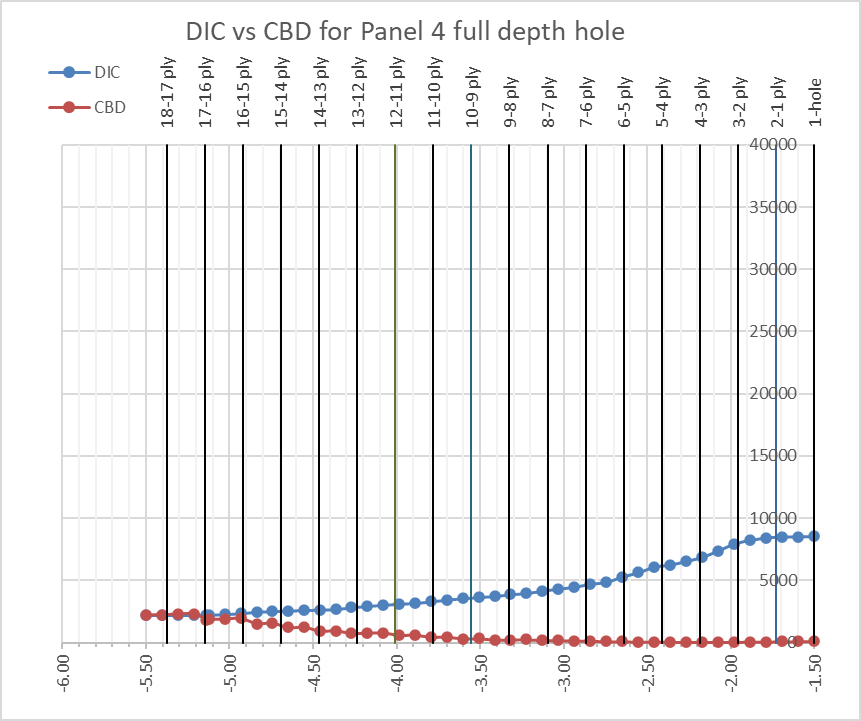 DIC vs CBD for Panel 4 full depth hole
DIC
CBD
18-17 ply
17-16 ply
16-15 ply
15-14 ply
14-13 ply
13-12 ply
12-11 ply
11-10 ply
10-9 ply
9-8 ply
8-7 ply
7-6 ply
6-5 ply
5-4 ply
4-3 ply
3-2 ply
2-1 ply
1-hole
40000
35000
30000
25000
20000
15000
10000
5000
0
-6.00
-5.50
-5.00
-4.50
-4.00
-3.50
-3.00
-2.50
-2.00
-1.50